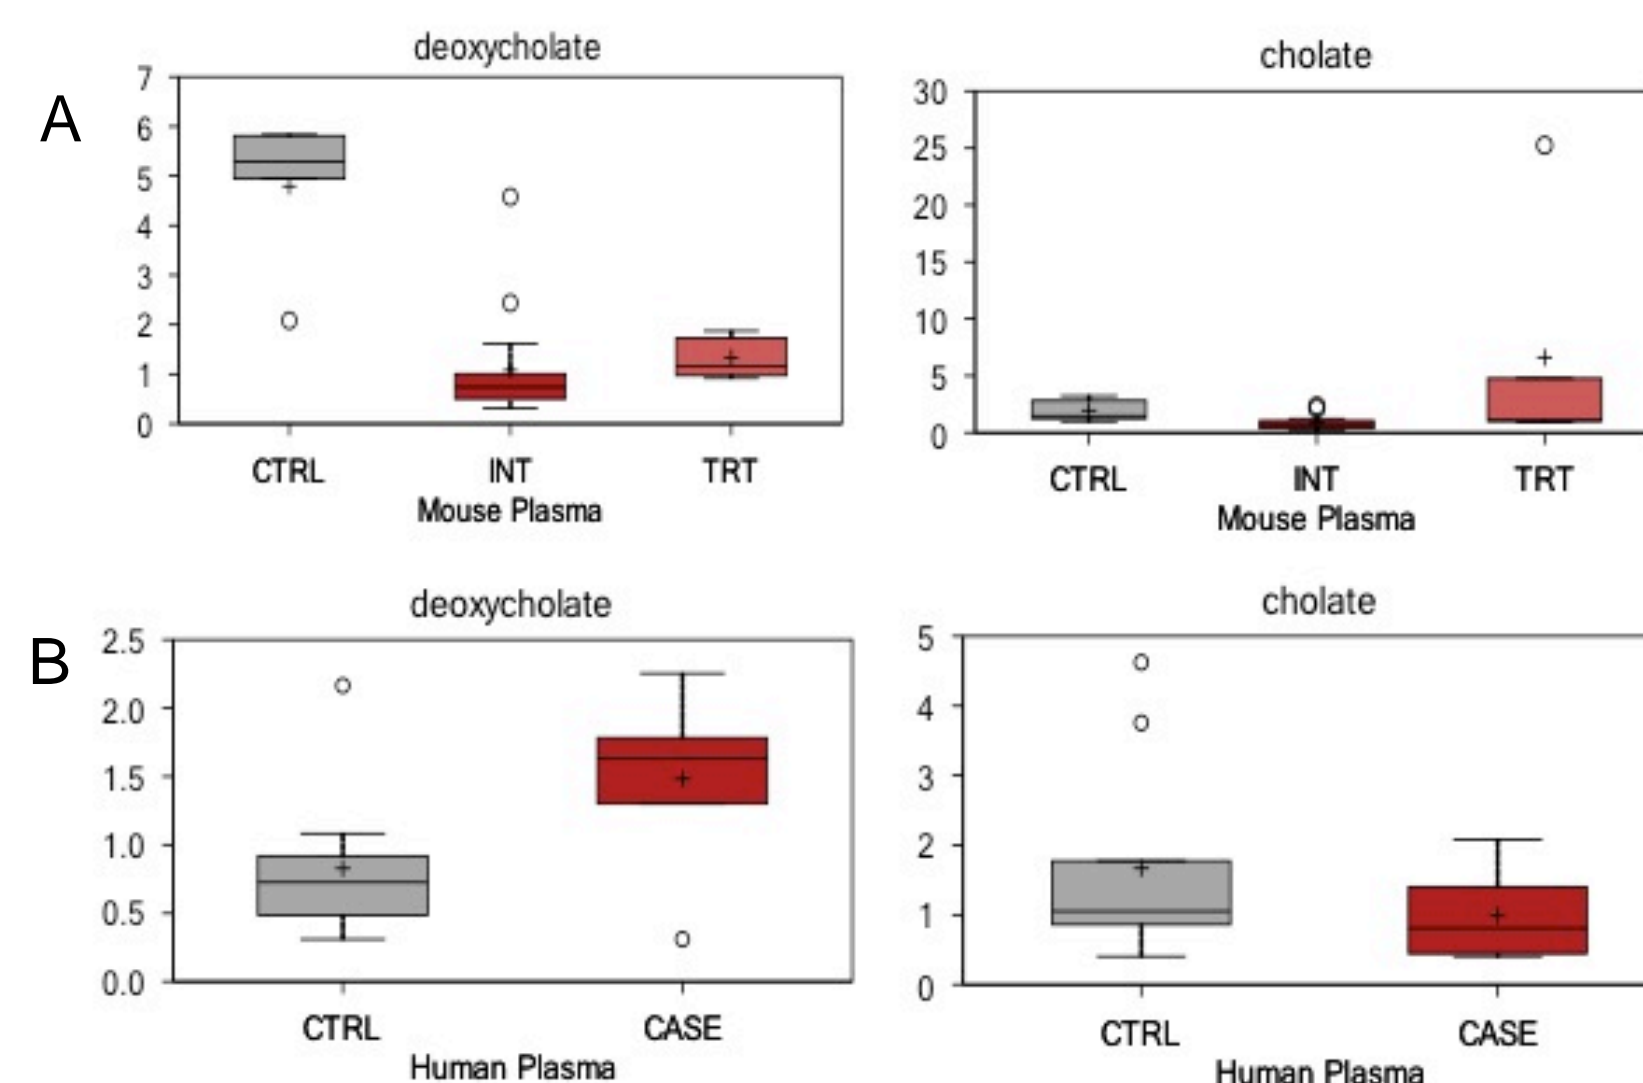 A
deoxycholate
7
6
5
4
3
2
1
0
CTRL INT TRT
Mouse Plasma
cholate
30
25
20
15
10
5
0
CTRL INT TRT
Mouse Plasma
B
deoxycholate
2.5
2.0
1.5
1.0
0.5
0.0
CTRL CASE
Human Plasma
cholate
5
4
3
2
1
0
CTRL CASE
Human Plasma